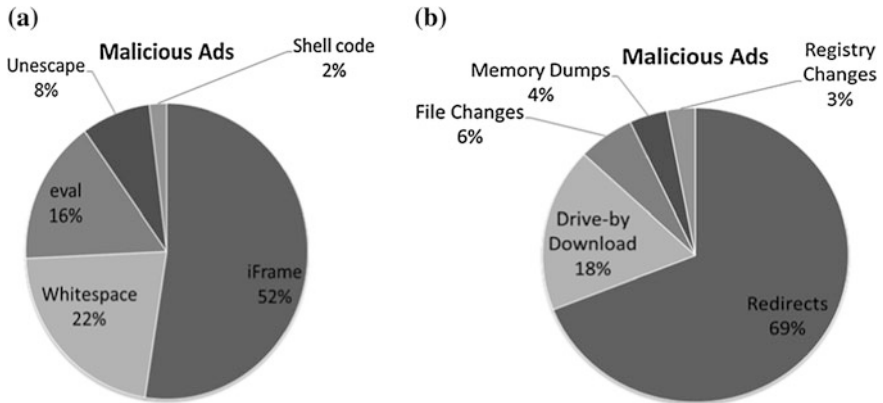 (a)
Malicious Ads
Shell code
2%
Unescape
8%
eval
16%
Whitespace
22%
iFrame
52%
(b)
Malicious Ads
Registry
Changes
3%
Memory Dumps
4%
File Changes
6%
Drive-by
Download
18%
Redirects
69%